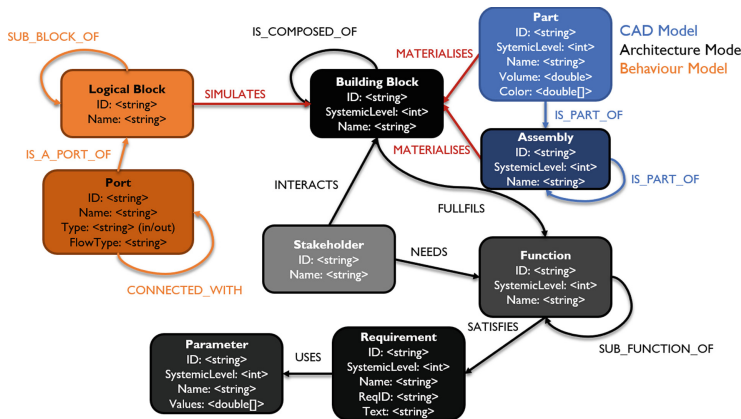 Part
ID: <string>
SytemicLevel: <int>
Name: <string>
Volume: <double>
Color: <double[]>
CAD Model
Architecture Mode
Behaviour Model
SUB_BLOCK_OF
IS_COMPOSED_OF
MATERIALISES
Logical Block
ID: <string>
Name: <string>
SIMULATES
Building Block
ID: <string>
SystemicLevel: <int>
Name: <string>
IS_PART_OF
MATERIALISES
Assembly
ID: <string>
SystemicLevel: <int>
Name: <string>
IS_PART_OF
IS_A_PORT_OF
Port
ID: <string>
Name: <string>
Type: <string> (in/out)
FlowType: <string>
CONNECTED_WITH
INTERACTS
FULLFILS
Stakeholder
ID: <string>
Name: <string>
NEEDS
Function
ID: <string>
SystemicLevel: <int>
Name: <string>
SATISFIES
SUB_FUNCTION_OF
Parameter
ID: <string>
SystemicLevel: <int>
Name: <string>
Values: <double[]>
USES
Requirement
ID: <string>
SystemicLevel: <int>
Name: <string>
ReqID: <string>
Text: <string>